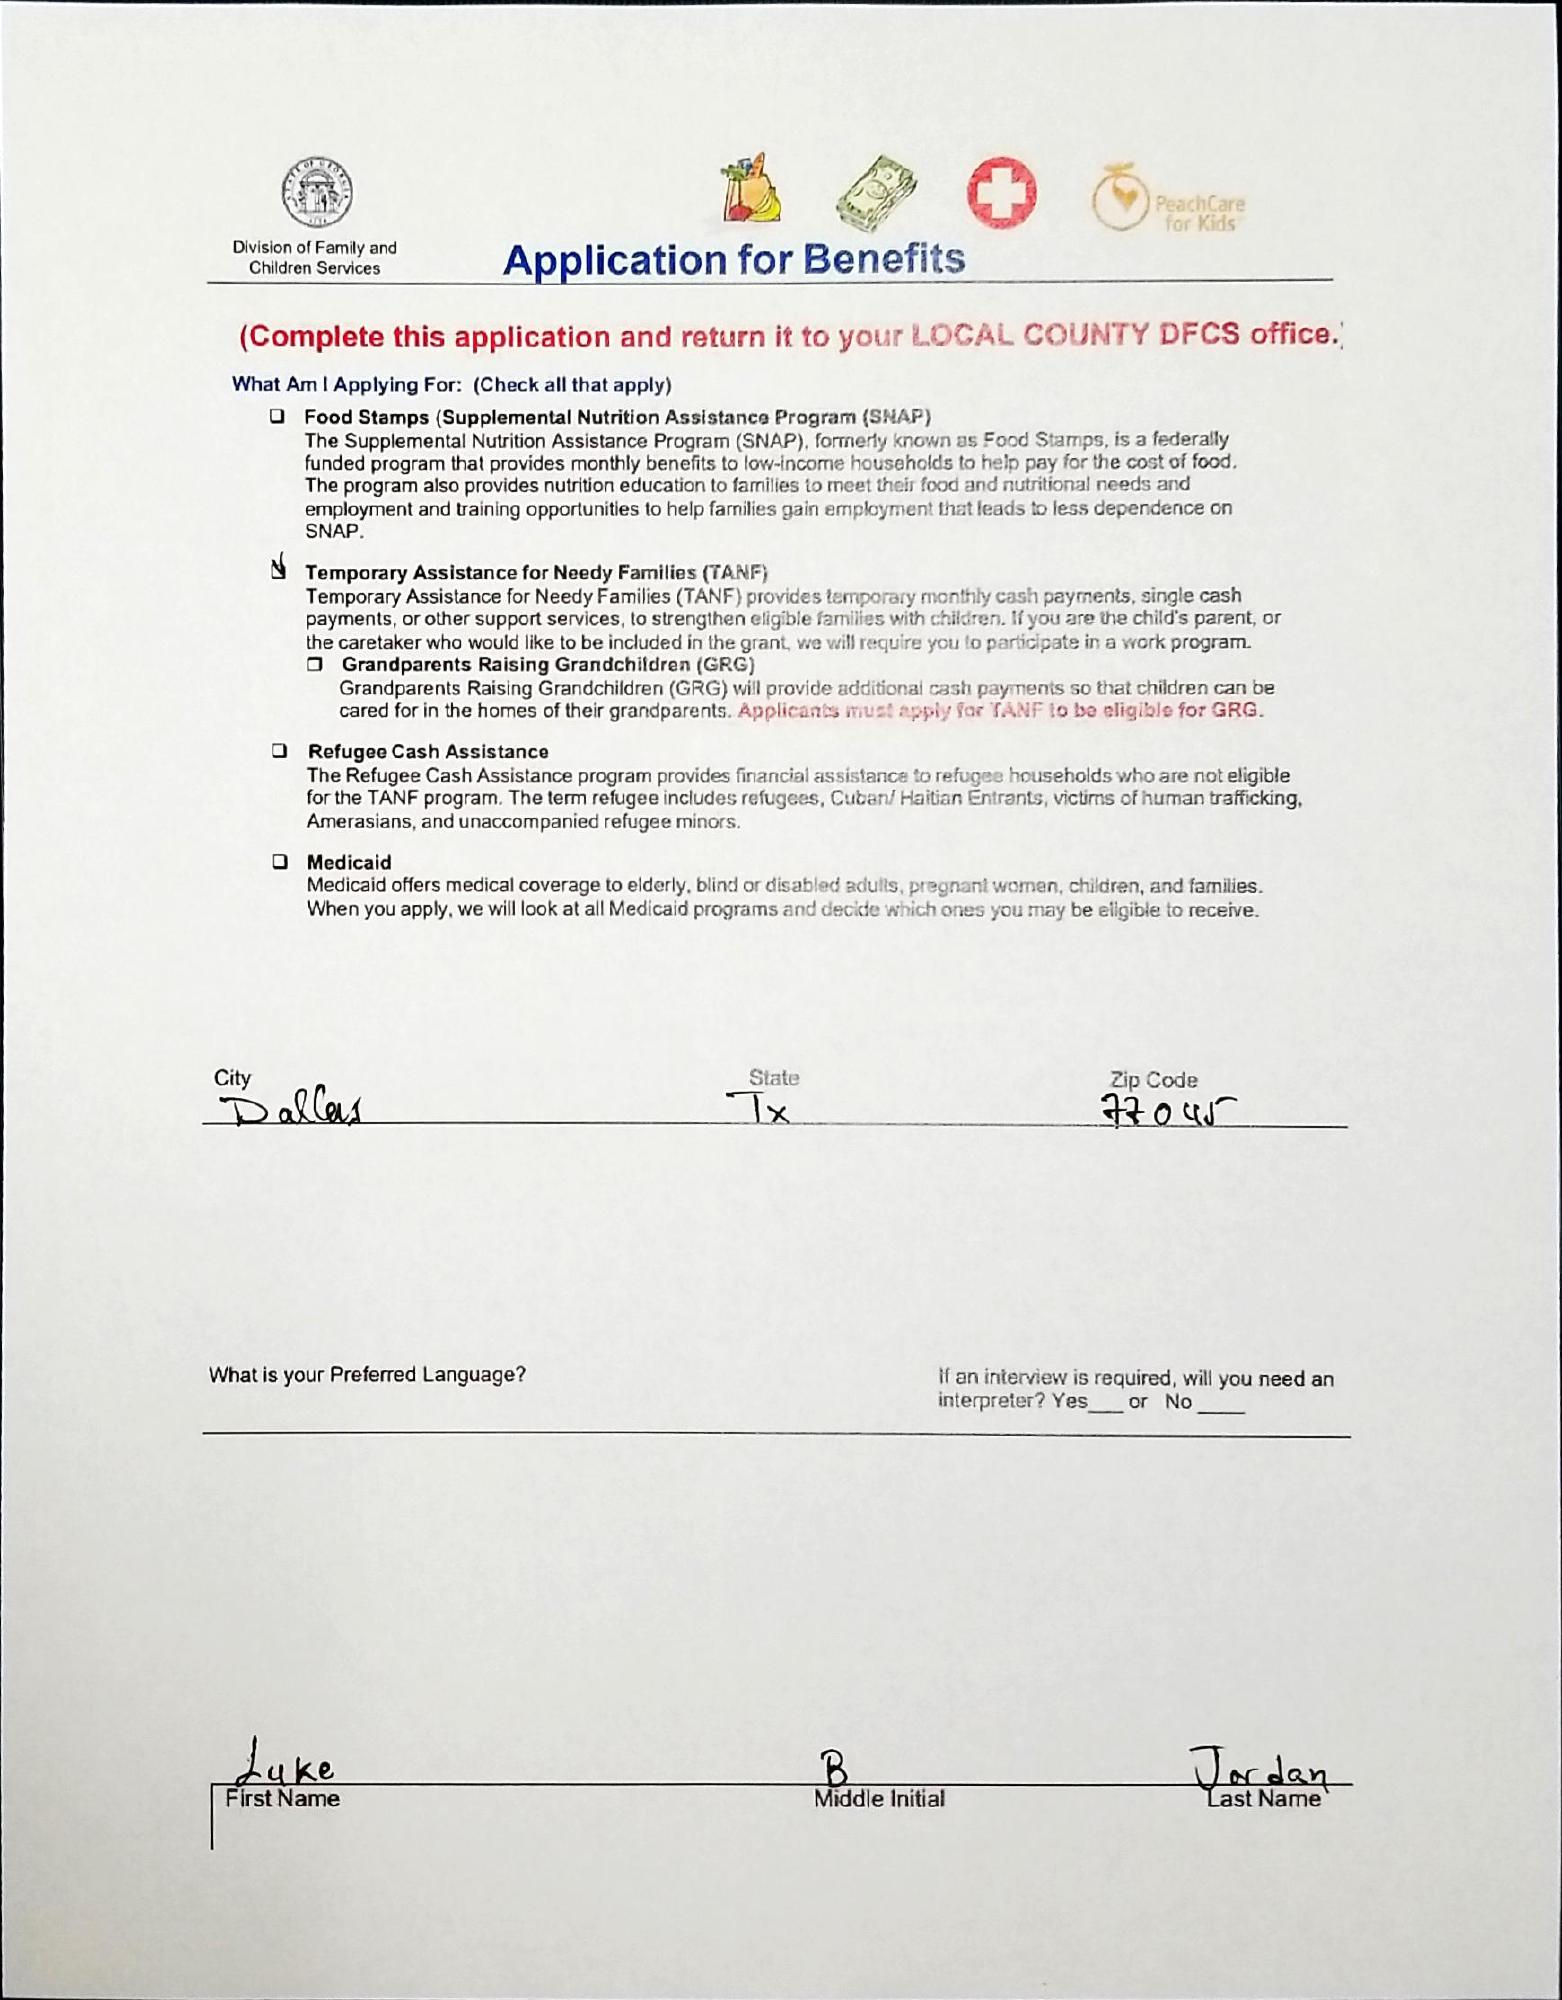 STATE OF GEORGIA
1776
PeachCare
for Kids
Division of Family and
Children Services
Application for Benefits
(Complete this application and return it to your LOCAL COUNTY DFCS office.)
What Am I Applying For: (Check all that apply)
❑ Food Stamps (Supplemental Nutrition Assistance Program (SNAP)
The Supplemental Nutrition Assistance Program (SNAP), formerly known as Food Stamps, is a federally
funded program that provides monthly benefits to low-income households to help pay for the cost of food.
The program also provides nutrition education to families to meet their food and nutritional needs and
employment and training opportunities to help families gain employment that leads to less dependence on
SNAP.
☑ Temporary Assistance for Needy Families (TANF)
Temporary Assistance for Needy Families (TANF) provides temporary monthly cash payments, single cash
payments, or other support services, to strengthen eligible families with children. If you are the child's parent, or
the caretaker who would like to be included in the grant, we will require you to participate in a work program.
❑ Grandparents Raising Grandchildren (GRG)
Grandparents Raising Grandchildren (GRG) will provide additional cash payments so that children can be
cared for in the homes of their grandparents. Applicants must apply for TANF to be eligible for GRG.
❑ Refugee Cash Assistance
The Refugee Cash Assistance program provides financial assistance to refugee households who are not eligible
for the TANF program. The term refugee includes refugees, Cuban/ Haitian Entrants, victims of human trafficking,
Amerasians, and unaccompanied refugee minors.
❑ Medicaid
Medicaid offers medical coverage to elderly, blind or disabled adults, pregnant women, children, and families.
When you apply, we will look at all Medicaid programs and decide which ones you may be eligible to receive.
City State Zip Code
Dallas Tx 77045
What is your Preferred Language? If an interview is required, will you need an
interpreter? Yes___ or No ____
Luke B Jordan
First Name Middle Initial Last Name